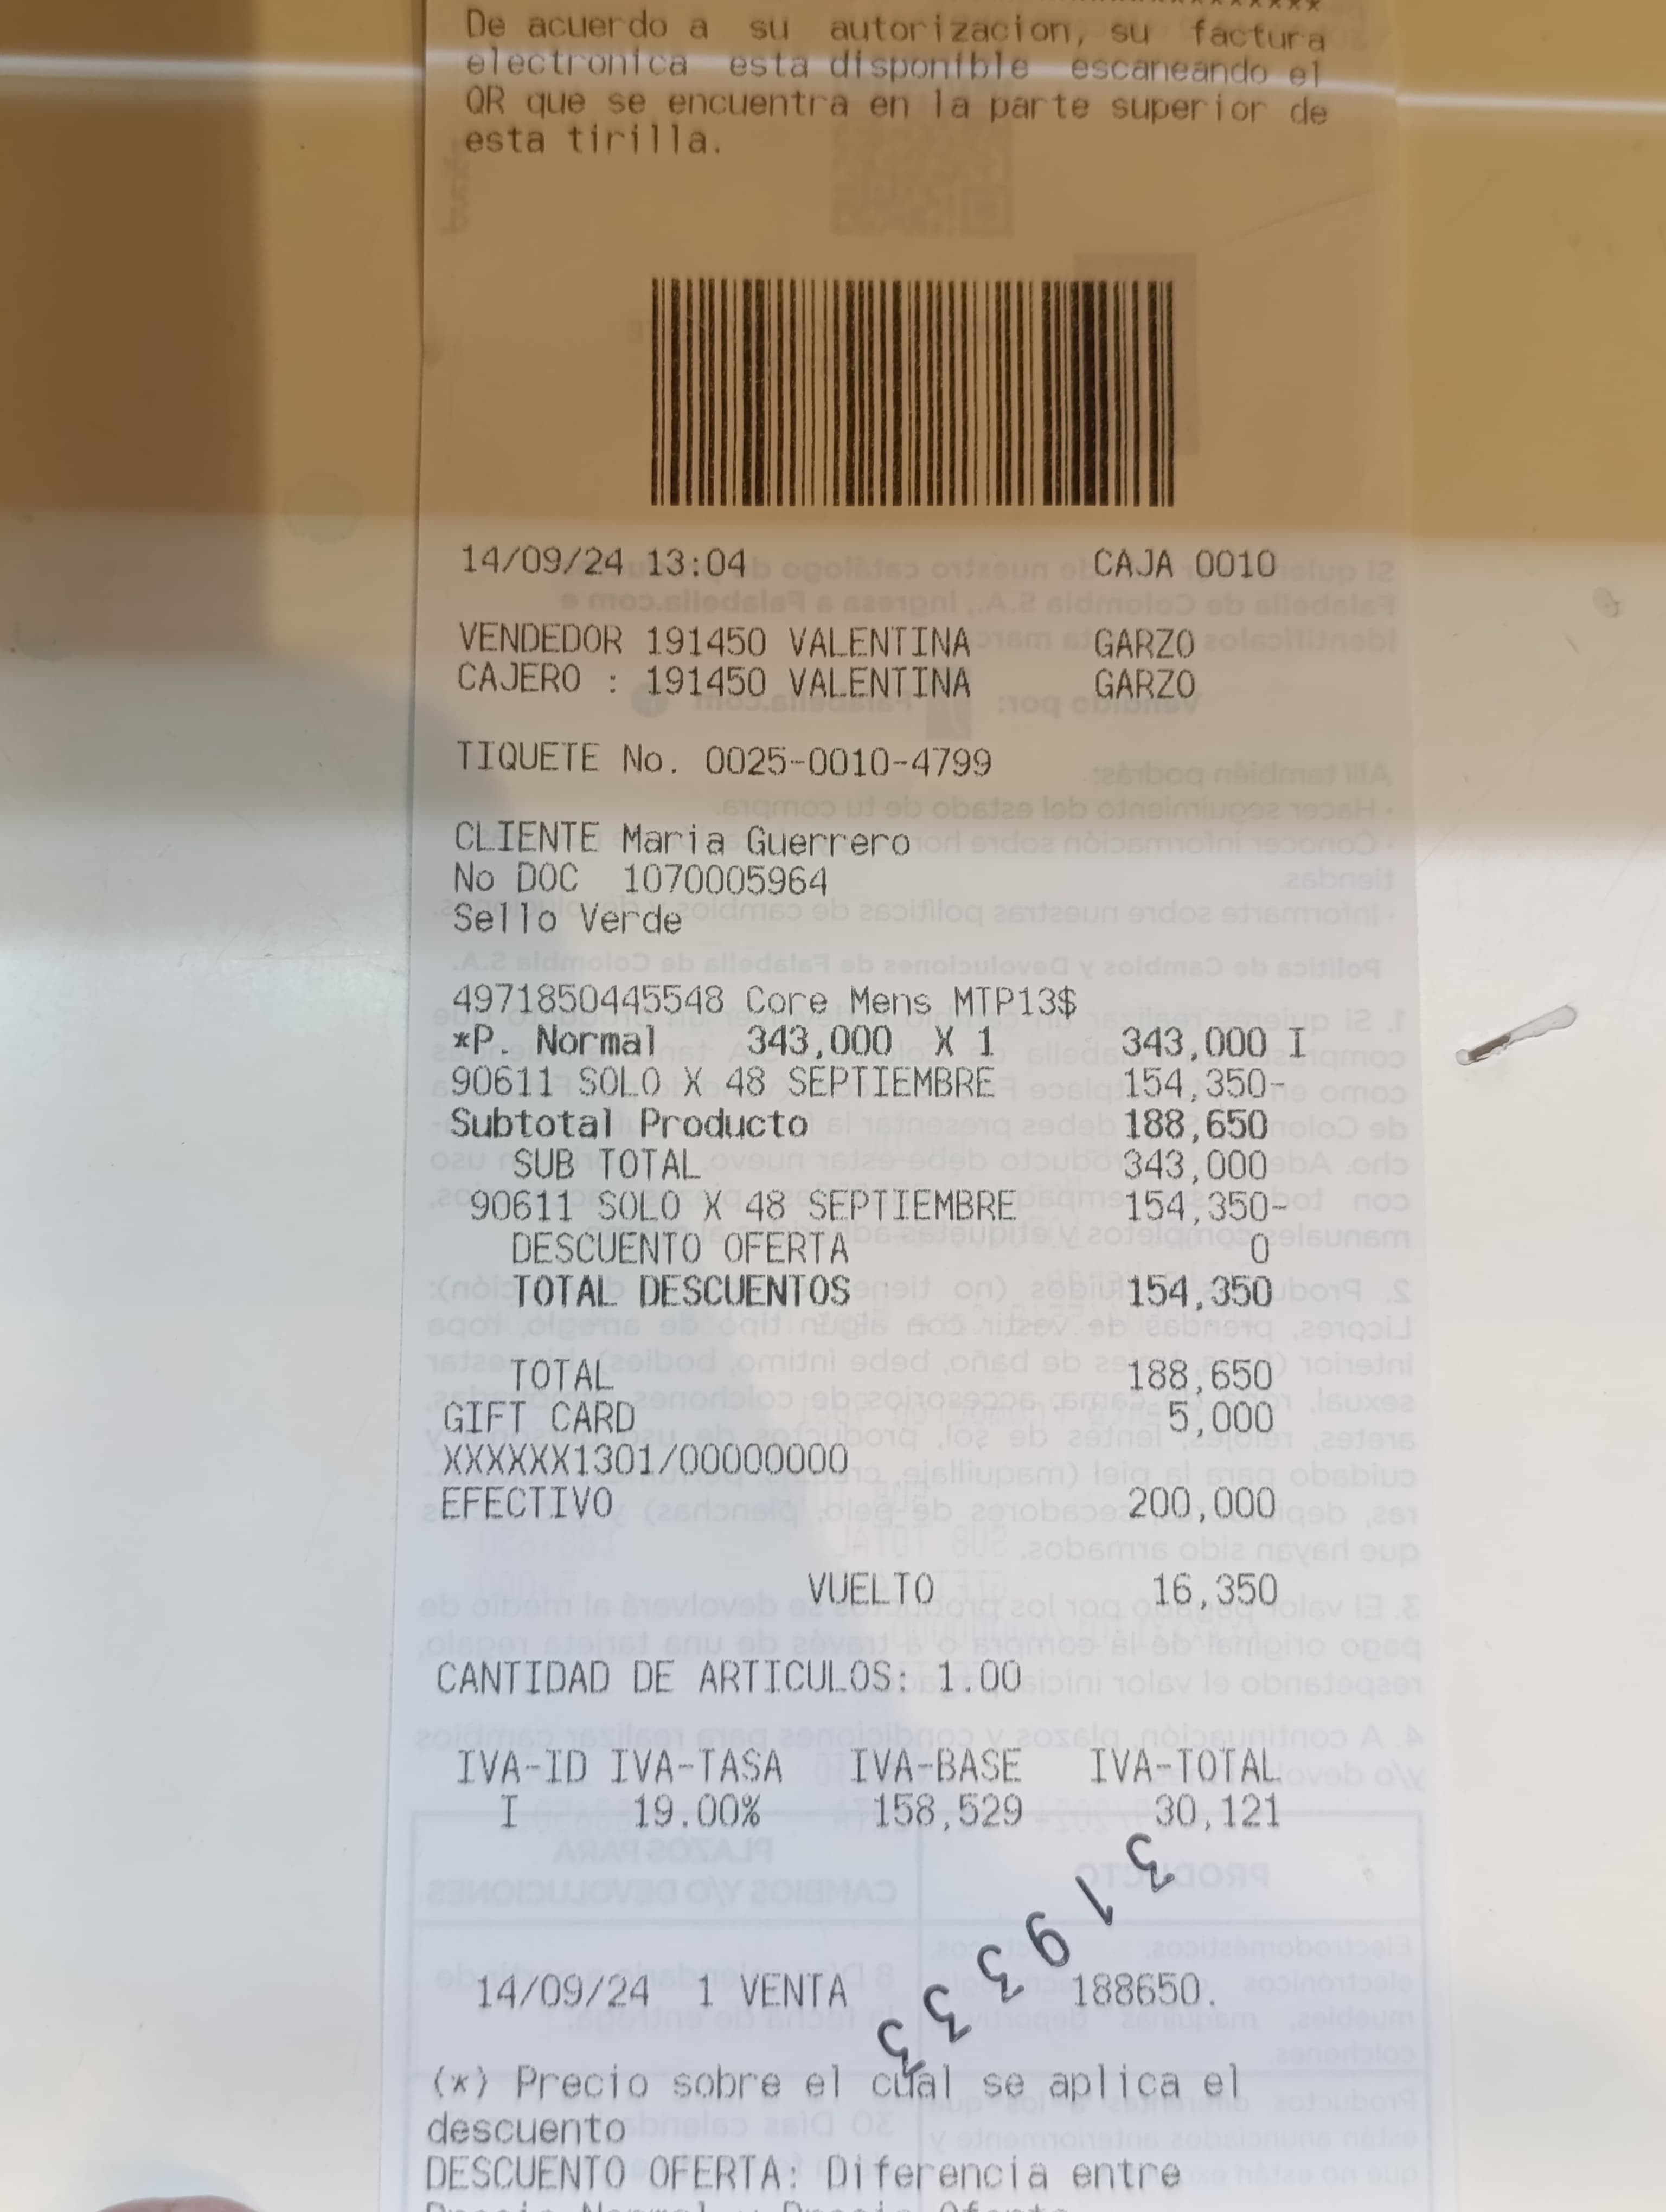 De acuerdo a su autorizacion, su factura
electronica esta disponible escaneando el
QR que se encuentra en la parte superior de
esta tirilla.
14/09/24 13:04 CAJA 0010
VENDEDOR 191450 VALENTINA GARZO
CAJERO : 191450 VALENTINA GARZO
TIQUETE No. 0025-0010-4799
CLIENTE Maria Guerrero
No DOC 1070005964
Sello Verde
4971850445548 Core Mens MTP13$
*P. Normal 343,000 X 1 343,000 I
90611 SOLO X 48 SEPTIEMBRE 154,350-
Subtotal Producto 188,650
SUB TOTAL 343,000
90611 SOLO X 48 SEPTIEMBRE 154,350-
DESCUENTO OFERTA 0
TOTAL DESCUENTOS 154,350
TOTAL 188,650
GIFT CARD 5,000
XXXXXX1301/00000000
EFECTIVO 200,000
VUELTO 16,350
CANTIDAD DE ARTICULOS: 1.00
IVA-ID IVA-TASA IVA-BASE IVA-TOTAL
I 19.00% 158,529 30,121
14/09/24 1 VENTA 188650.
(*) Precio sobre el cual se aplica el
descuento
DESCUENTO OFERTA: Diferencia entre